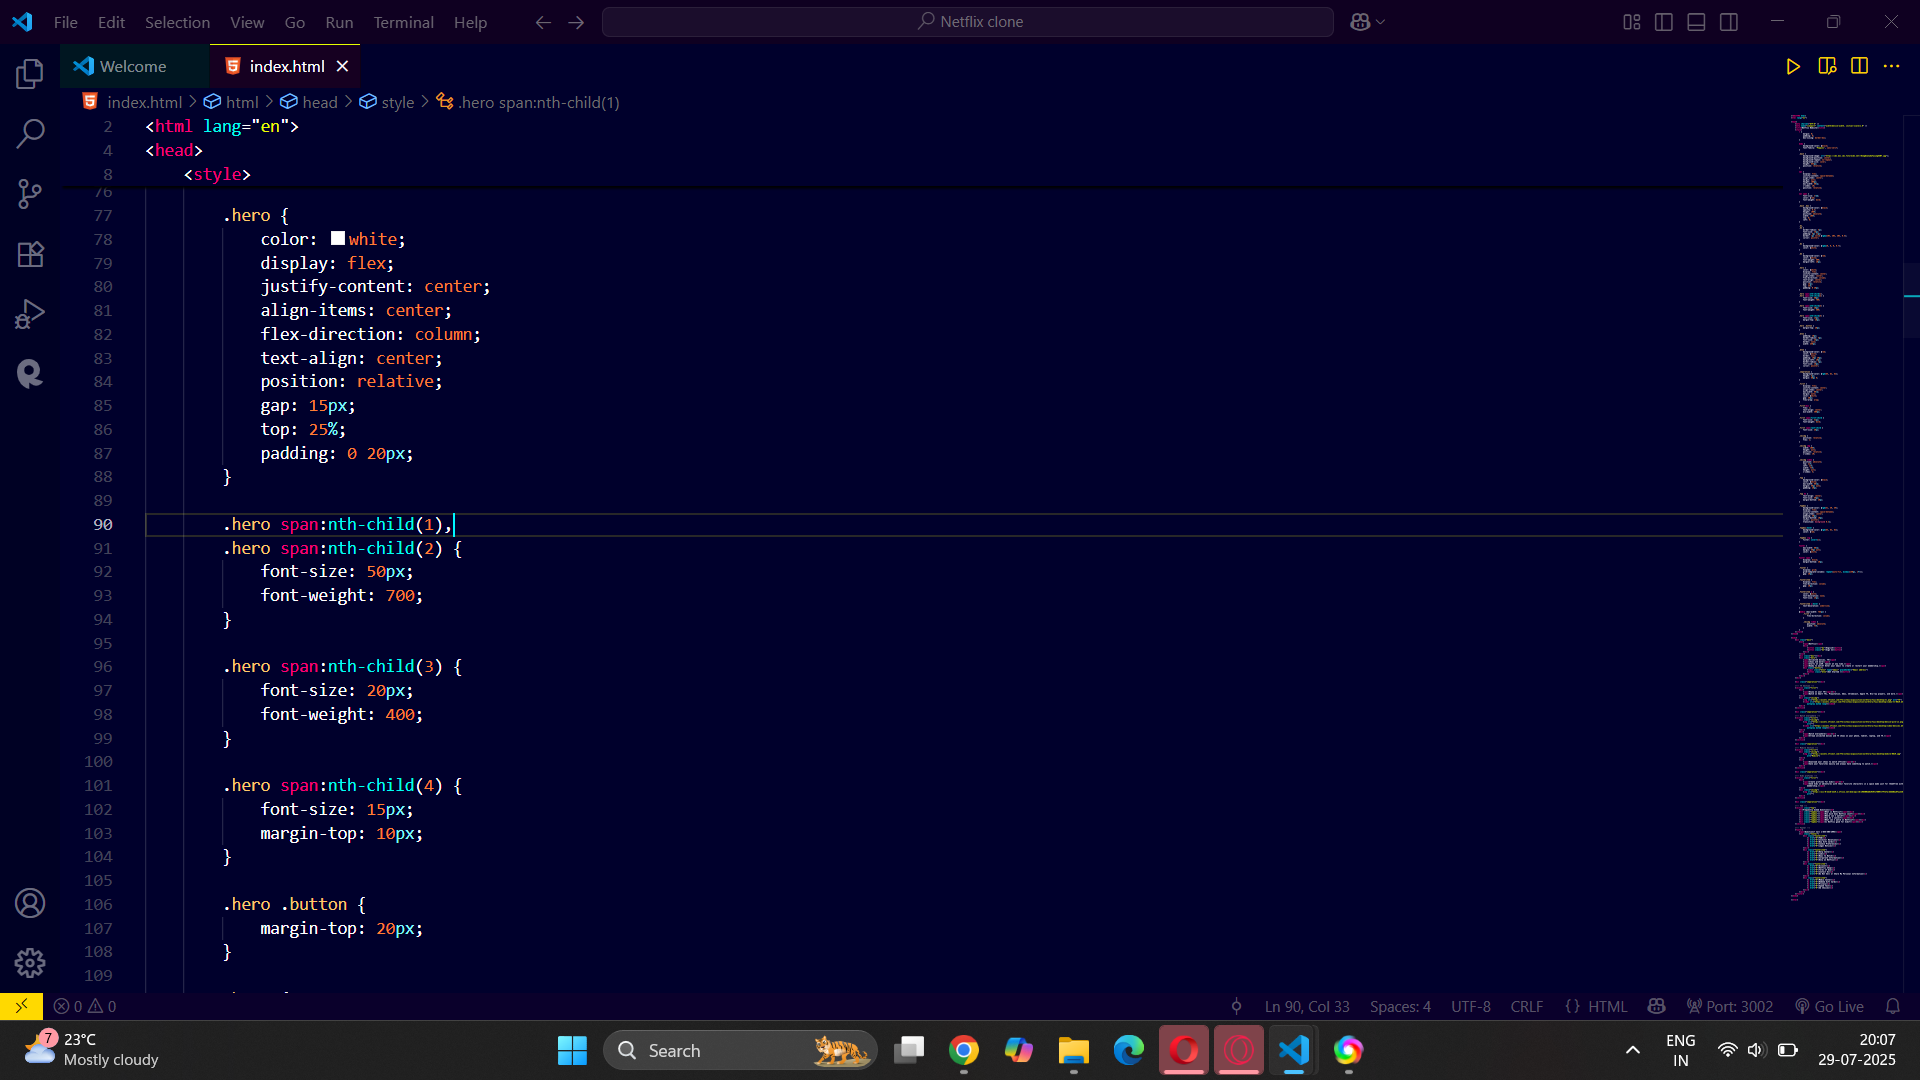 File Edit Selection View Go Run Terminal Help
Netflix clone
Welcome
index.html
index.html > html > head > style > .hero span:nth-child(1)
2 <html lang="en">
4 <head>
8 <style>
76
77 .hero {
78 color: white;
79 display: flex;
80 justify-content: center;
81 align-items: center;
82 flex-direction: column;
83 text-align: center;
84 position: relative;
85 gap: 15px;
86 top: 25%;
87 padding: 0 20px;
88 }
89
90 .hero span:nth-child(1),
91 .hero span:nth-child(2) {
92 font-size: 50px;
93 font-weight: 700;
94 }
95
96 .hero span:nth-child(3) {
97 font-size: 20px;
98 font-weight: 400;
99 }
100
101 .hero span:nth-child(4) {
102 font-size: 15px;
103 margin-top: 10px;
104 }
105
106 .hero .button {
107 margin-top: 20px;
108 }
109
0 0
Ln 90, Col 33 Spaces: 4 UTF-8 CRLF {} HTML Port: 3002 Go Live
7
23°C
Mostly cloudy
Search
ENG
IN
20:07
29-07-2025